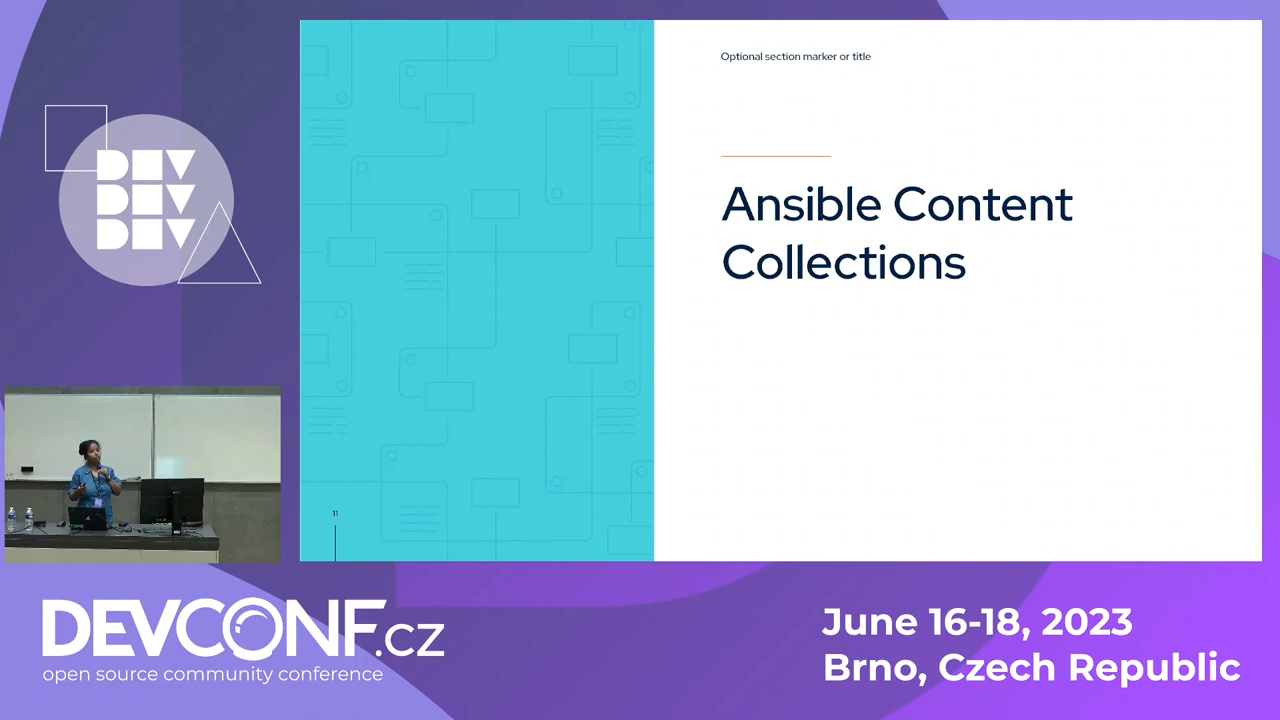 DEV
DEV
DEV
Optional section marker or title
Ansible Content
Collections
11
DEVCONF.cz
open source community conference
June 16-18, 2023
Brno, Czech Republic